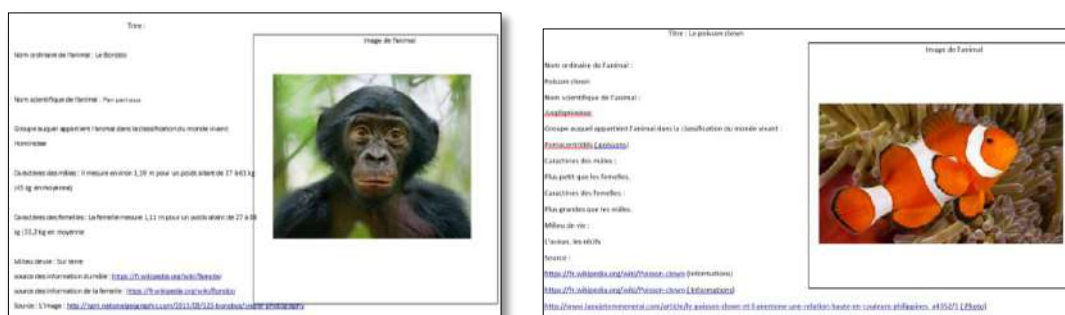 Titre :
Image de l'animal
Nom ordinaire de l'animal : Le Bonobo
Nom scientifique de l'animal : Pan paniscus
Groupe auquel appartient l'animal dans la classification du monde vivant :
Hominidae
Caractères des mâles : Il mesure environ 1,19 m pour un poids allant de 37 à 61 kg
(45 kg en moyenne)
Caractères des femelles : La femelle mesure 1,11 m pour un poids allant de 27 à 38
kg (33,2 kg en moyenne
Milieu de vie : Sur terre
source des information du mâle : https://fr.wikipedia.org/wiki/Bonobo
source des information de la femelle : https://fr.wikipedia.org/wiki/Bonobo
Source : L'image :
Titre : Le poisson clown
Image de l'animal
Nom ordinaire de l'animal :
Poisson clown
Nom scientifique de l'animal :
Groupe auquel appartient l'animal dans la classification du monde vivant :
Pomacentridés (poissons)
Caractères des mâles :
Plus petit que les femelles.
Caractères des femelles :
Plus grandes que les mâles.
Milieu de vie :
L'océan, les récifs
Source :
https://fr.wikipedia.org/wiki/Poisson-clown (Informations)
https://fr.wikipedia.org/wiki/Poisson-clown (Informations)